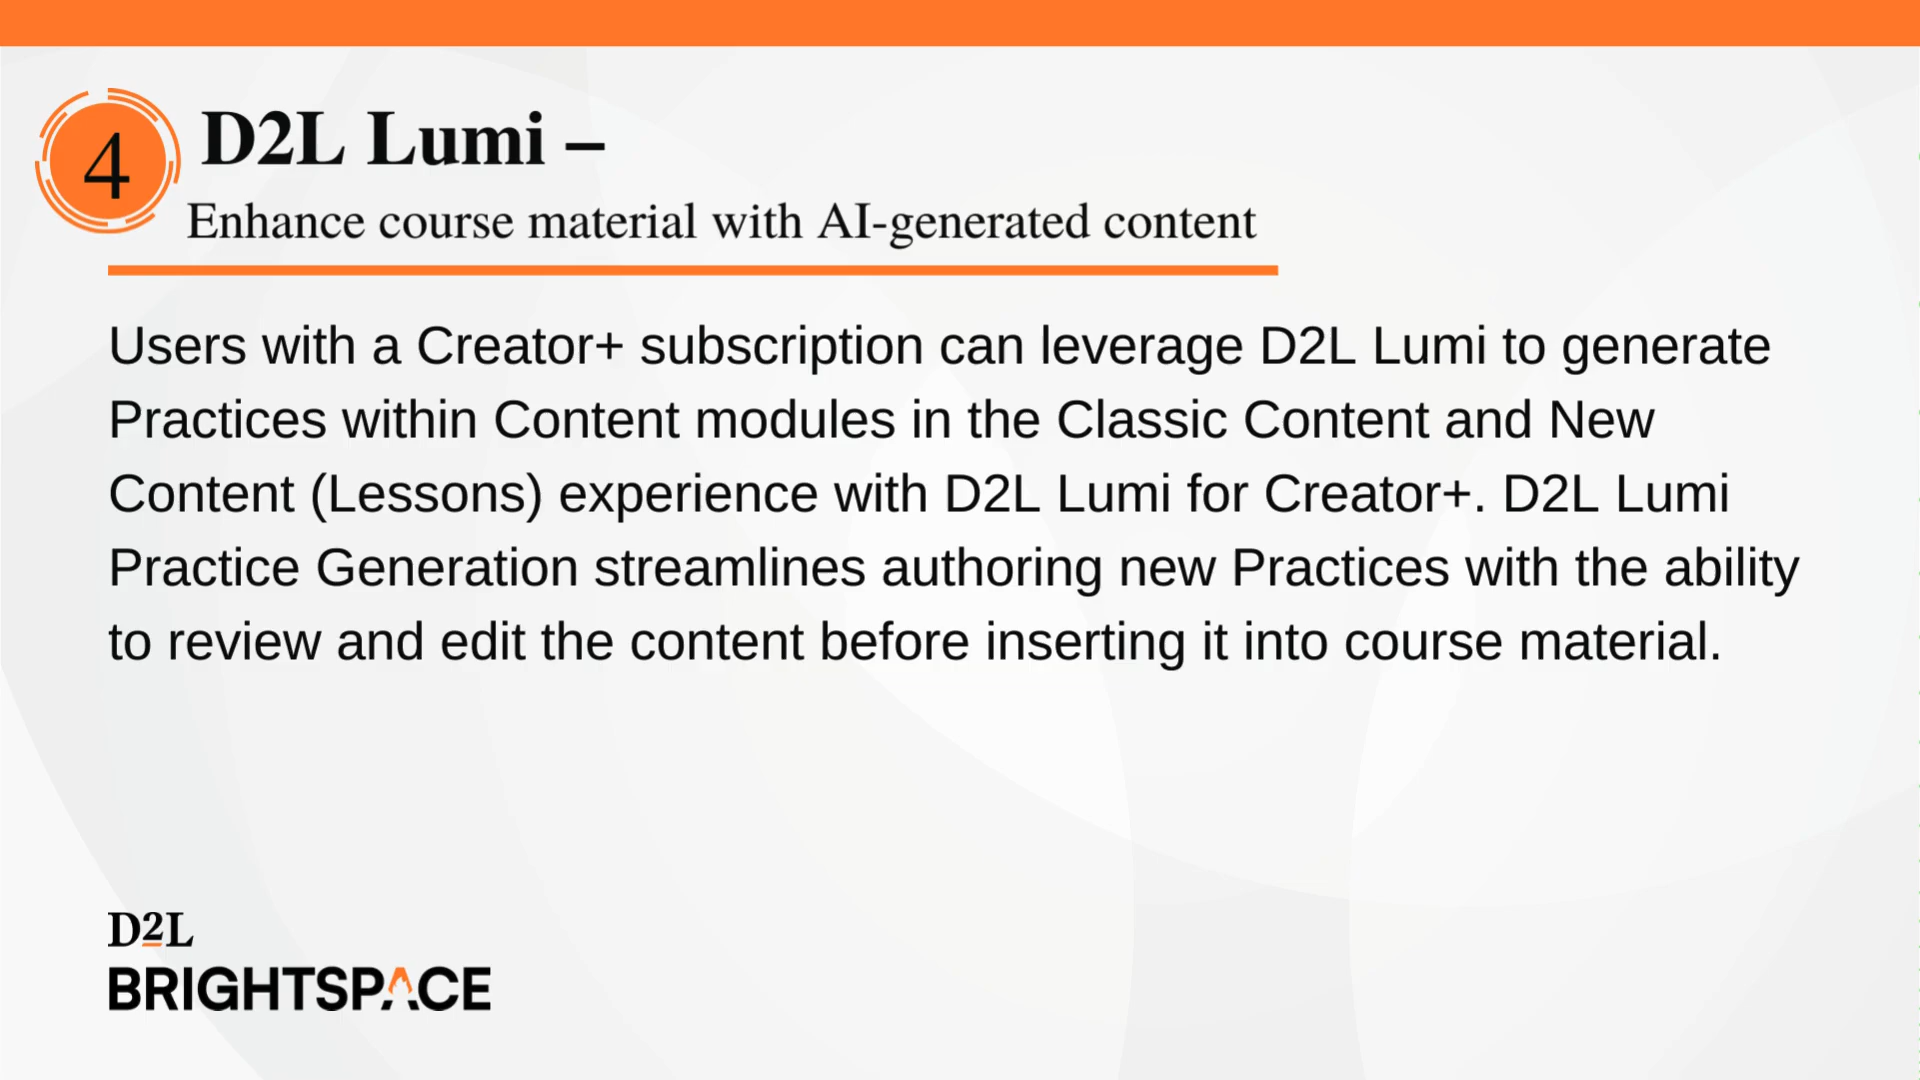 4
D2L Lumi –
Enhance course material with AI-generated content
Users with a Creator+ subscription can leverage D2L Lumi to generate
Practices within Content modules in the Classic Content and New
Content (Lessons) experience with D2L Lumi for Creator+. D2L Lumi
Practice Generation streamlines authoring new Practices with the ability
to review and edit the content before inserting it into course material.
D2L
BRIGHTSPACE